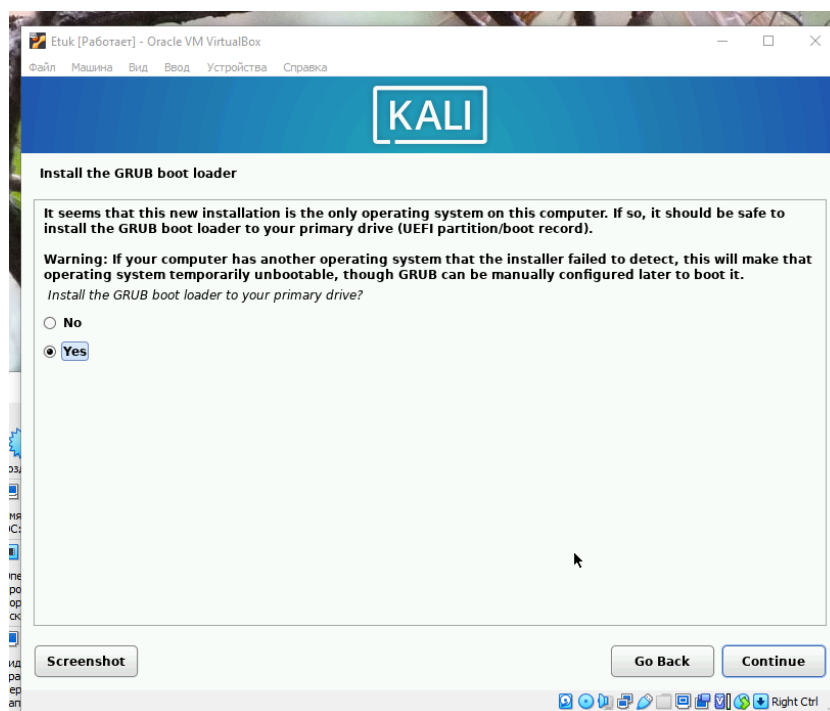 Etuk [Работает] - Oracle VM VirtualBox
Файл Машина Вид Ввод Устройства Справка
KALI
Install the GRUB boot loader
It seems that this new installation is the only operating system on this computer. If so, it should be safe to
install the GRUB boot loader to your primary drive (UEFI partition/boot record).
Warning: If your computer has another operating system that the installer failed to detect, this will make that
operating system temporarily unbootable, though GRUB can be manually configured later to boot it.
Install the GRUB boot loader to your primary drive?
No
Yes
Screenshot
Go Back
Continue
Right Ctrl